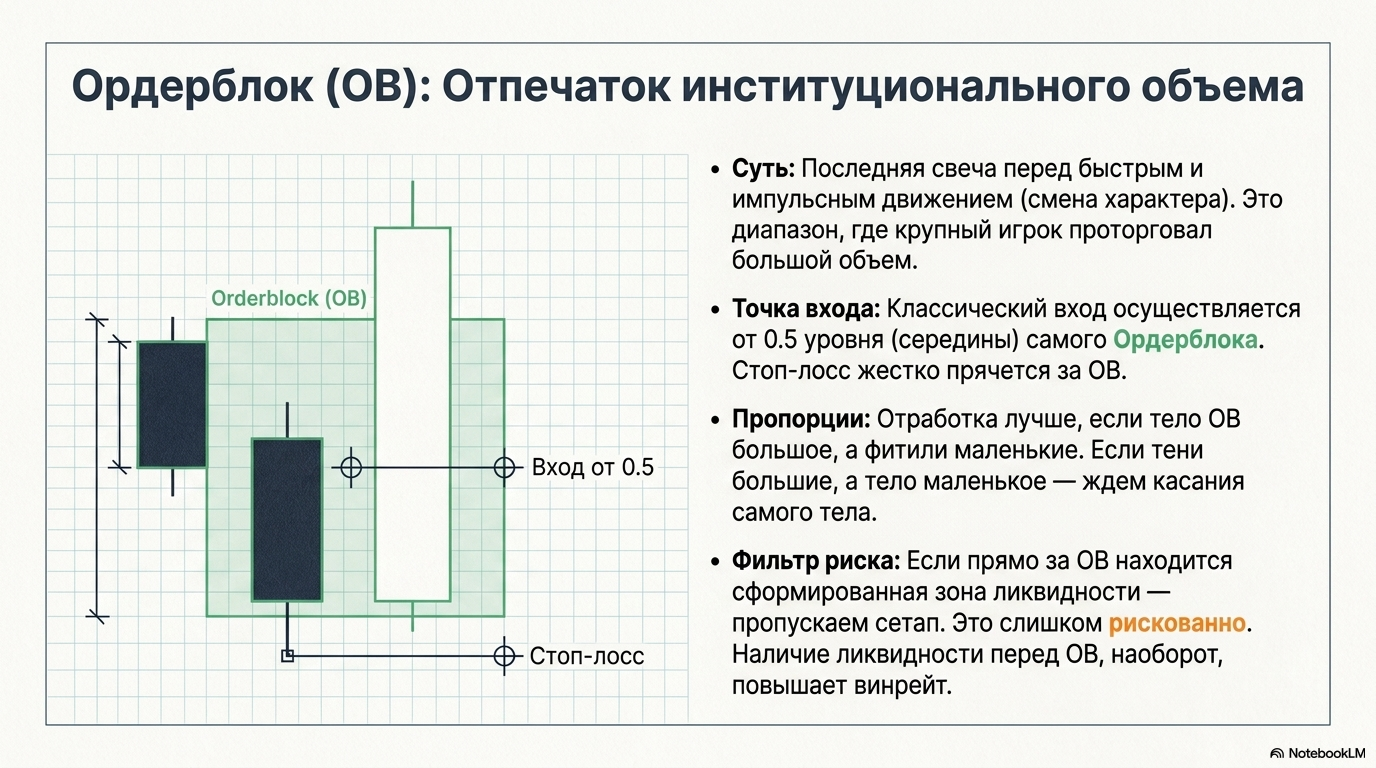 Ордерблок (OB): Отпечаток институционального объема
Orderblock (OB)
Вход от 0.5
Стоп-лосс
• Суть: Последняя свеча перед быстрым и
импульсным движением (смена характера). Это
диапазон, где крупный игрок проторговал
большой объем.
• Точка входа: Классический вход осуществляется
от 0.5 уровня (середины) самого Ордерблока.
Стоп-лосс жестко прячется за OB.
• Пропорции: Отработка лучше, если тело OB
большое, а фитили маленькие. Если тени
большие, а тело маленькое — ждем касания
самого тела.
• Фильтр риска: Если прямо за OB находится
сформированная зона ликвидности —
пропускаем сетап. Это слишком рискованно.
Наличие ликвидности перед OB, наоборот,
повышает винрейт.
NotebookLM